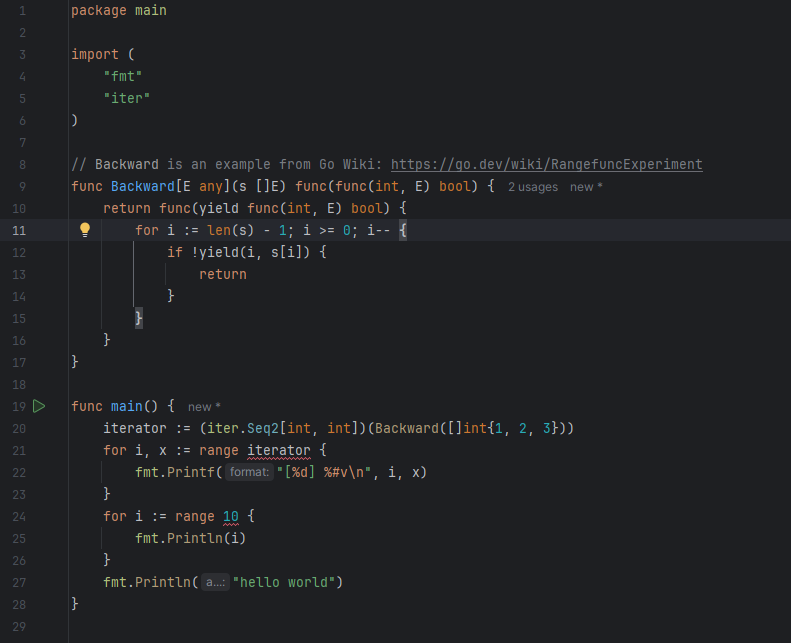 1 package main
2
3 import (
4 "fmt"
5 "iter"
6 )
7
8 // Backward is an example from Go Wiki: https://go.dev/wiki/RangefuncExperiment
9 func Backward[E any](s []E) func(func(int, E) bool) { 2 usages new *
10 return func(yield func(int, E) bool) {
11 for i := len(s) - 1; i >= 0; i-- {
12 if !yield(i, s[i]) {
13 return
14 }
15 }
16 }
17 }
18
19 func main() { new *
20 iterator := (iter.Seq2[int, int])(Backward([]int{1, 2, 3}))
21 for i, x := range iterator {
22 fmt.Printf( format: "[%d] %#v\n", i, x)
23 }
24 for i := range 10 {
25 fmt.Println(i)
26 }
27 fmt.Println( a...: "hello world")
28 }
29